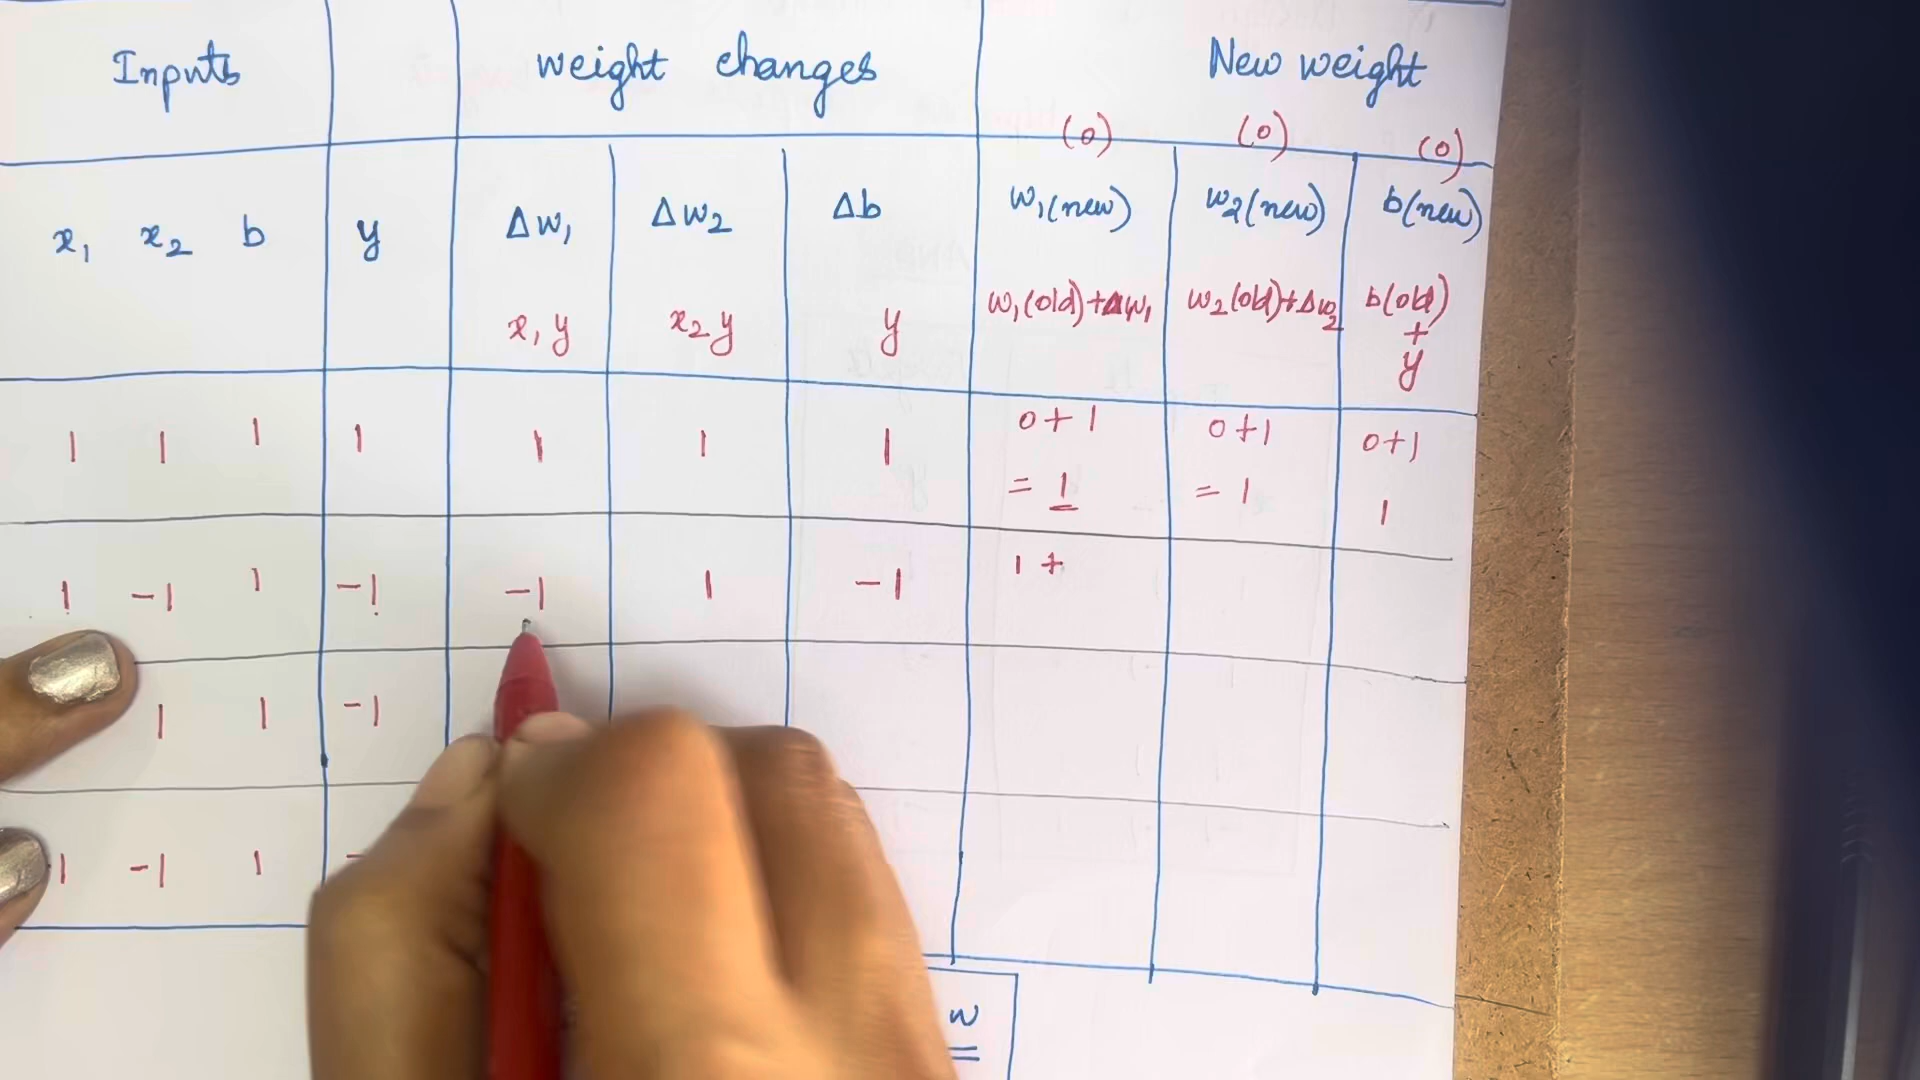 Inputs weight changes New weight
(0) (0) (0)
x₁ x₂ b y Δw₁ Δw₂ Δb w₁(new) w₂(new) b(new)
x₁y x₂y y w₁(old)+Δw₁ w₂(old)+Δw₂ b(old)
+
y
1 1 1 1 1 1 1 0+1 0+1 0+1
= 1 = 1 1
1 -1 1 -1 -1 1 -1 1 +
1 1 -1
1 -1 1
w